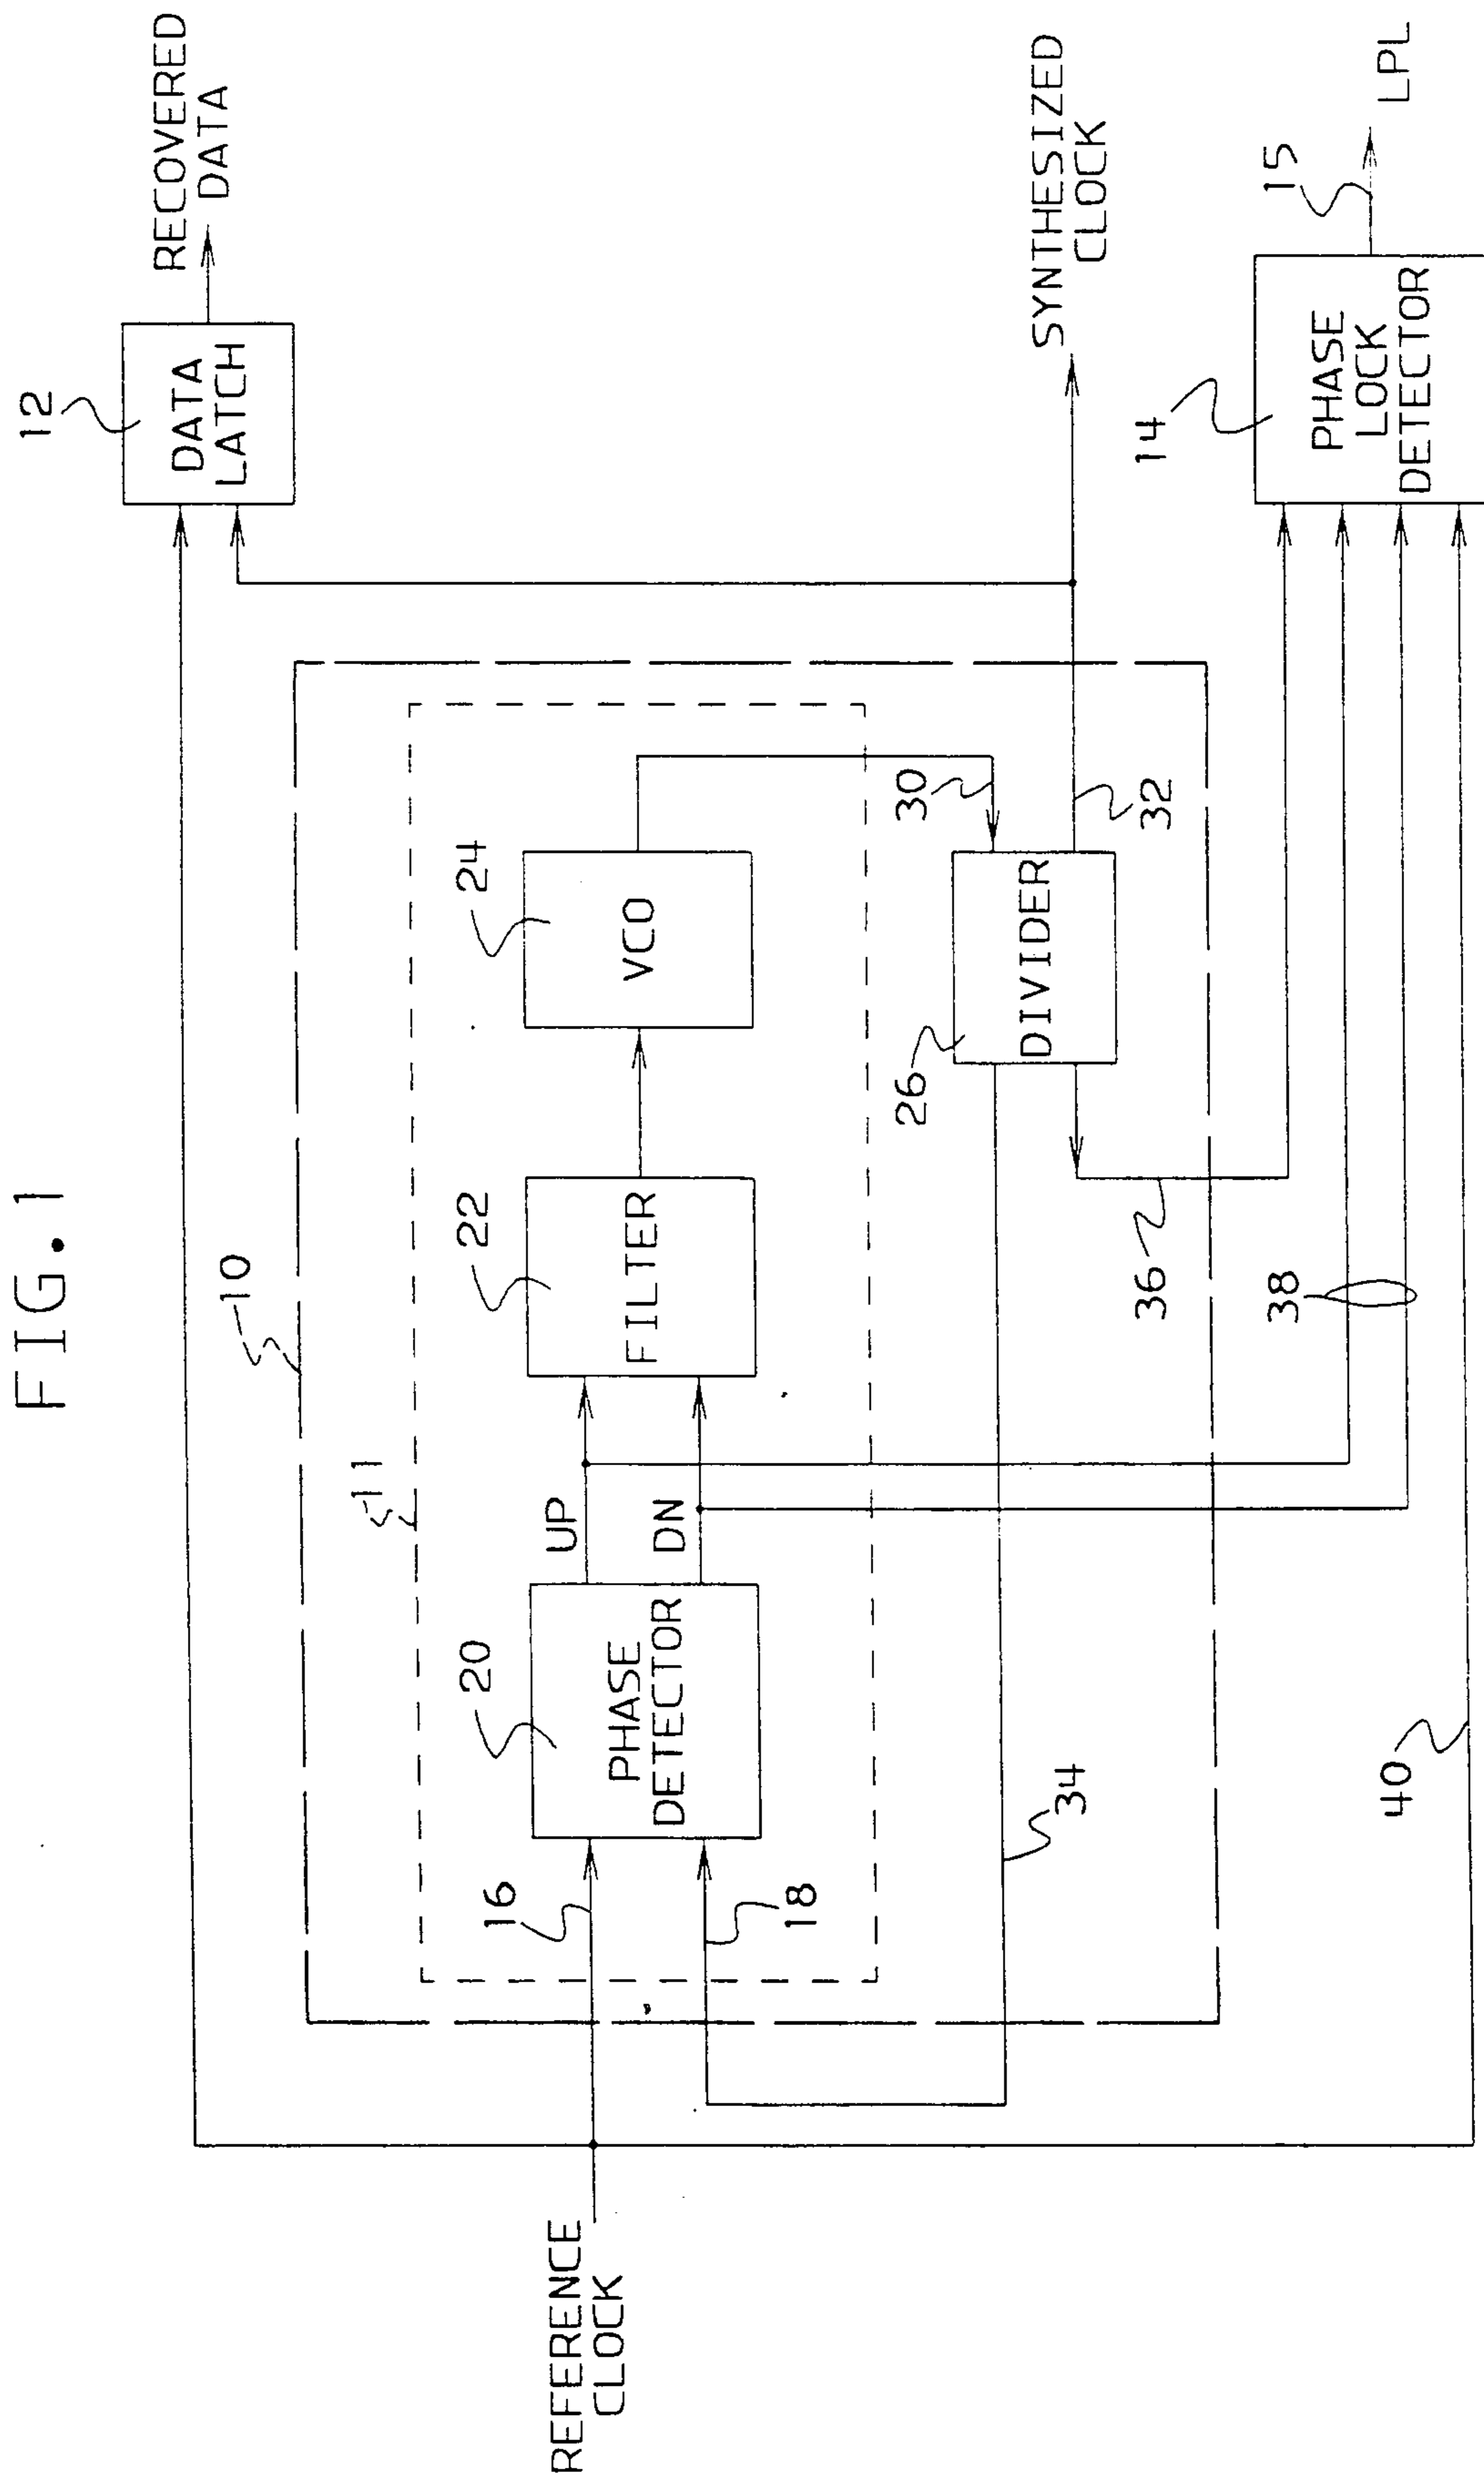 FIG.1
12
DATA
LATCH
RECOVERED
DATA
10
11
REFERENCE
CLOCK
16
18
20
PHASE
DETECTOR
UP
DN
22
FILTER
24
VCO
26
DIVIDER
30
32
34
36
38
40
SYNTHESIZED
CLOCK
14
PHASE
LOCK
DETECTOR
15
LPL